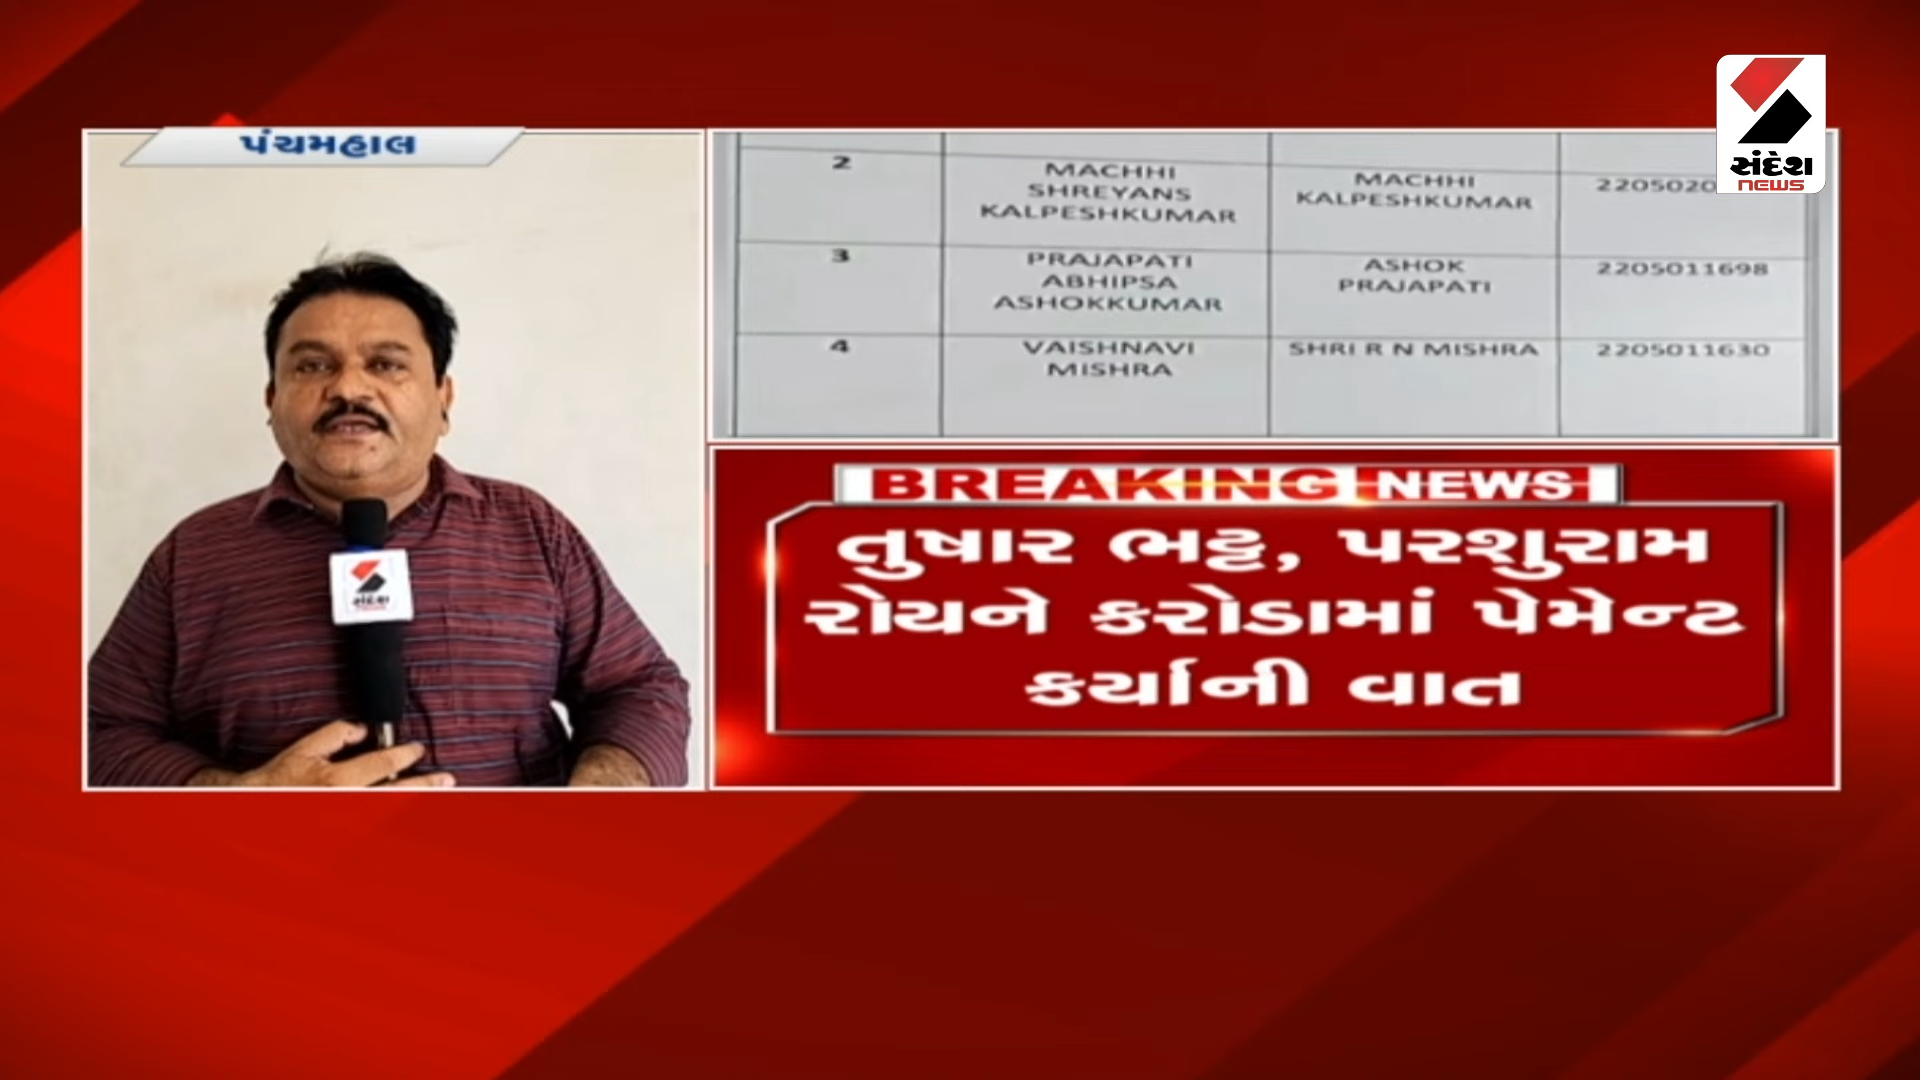 સંદેશ
NEWS
પંચમહાલ
2 MACHHI MACHHI
SHREYANS KALPESHKUMAR
KALPESHKUMAR
3 PRAJAPATI ASHOK 2205011698
ABHIPSA PRAJAPATI
ASHOKKUMAR
4 VAISHNAVI SHRI R N MISHRA 2205011630
MISHRA
BREAKING NEWS
તુષાર ભટ્ટ, પરશુરામ
રોયને કરોડામાં પેમેન્ટ
કર્યાની વાત
સંદેશ